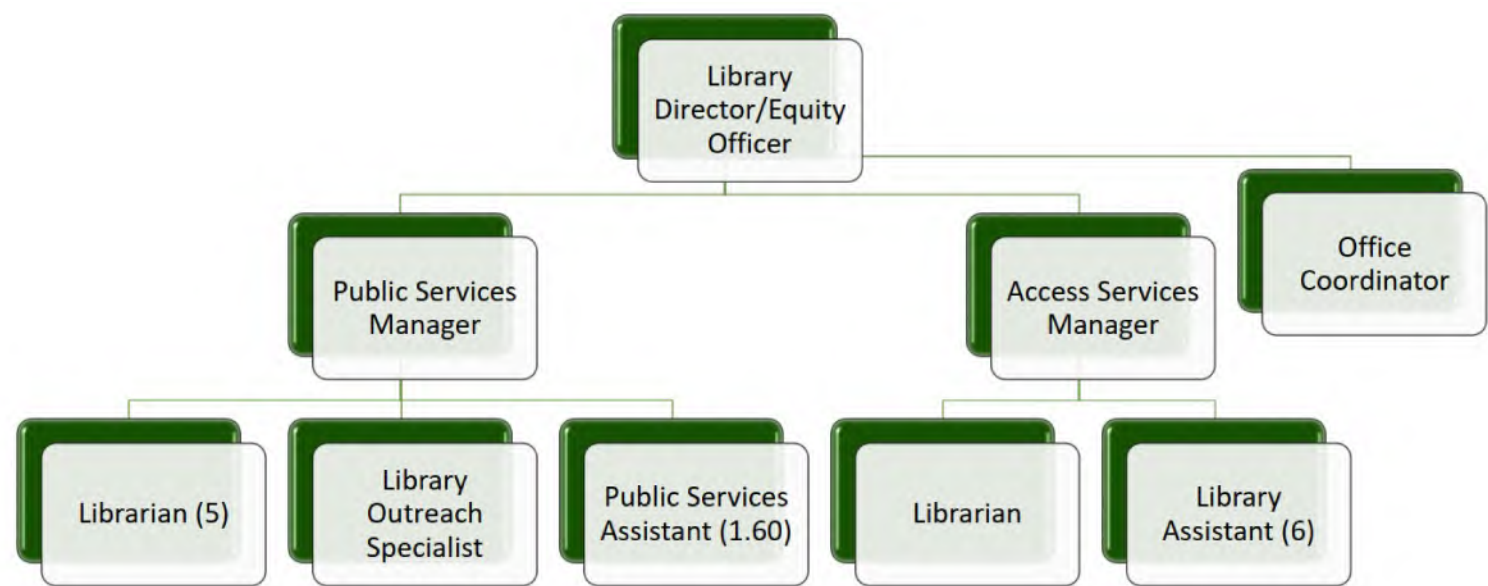 Library
Director/Equity
Officer
Office
Coordinator
Public Services
Manager
Access Services
Manager
Librarian (5)
Library
Outreach
Specialist
Public Services
Assistant (1.60)
Librarian
Library
Assistant (6)